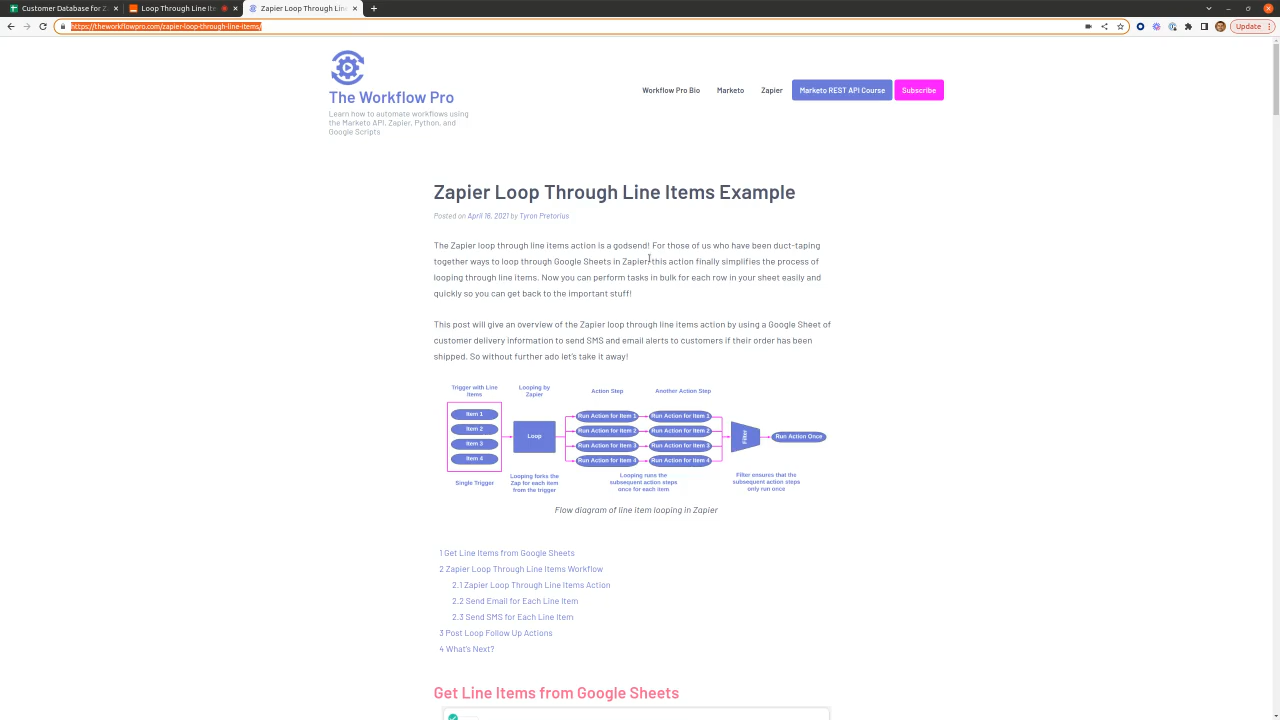 Customer Database for Z
Loop Through Line Ite
Zapier Loop Through Line
https://theworkflowpro.com/zapier-loop-through-line-items/
Update
The Workflow Pro
Learn how to automate workflows using
the Marketo API, Zapier, Python, and
Google Scripts
Workflow Pro Bio
Marketo
Zapier
Marketo REST API Course
Subscribe
Zapier Loop Through Line Items Example
Posted on April 16, 2021 by Tyron Pretorius
The Zapier loop through line items action is a godsend! For those of us who have been duct-taping
together ways to loop through Google Sheets in Zapier, this action finally simplifies the process of
looping through line items. Now you can perform tasks in bulk for each row in your sheet easily and
quickly so you can get back to the important stuff!
This post will give an overview of the Zapier loop through line items action by using a Google Sheet of
customer delivery information to send SMS and email alerts to customers if their order has been
shipped. So without further ado let's take it away!
Trigger with Line
Items
Looping by
Zapier
Action Step
Another Action Step
Item 1
Item 2
Item 3
Item 4
Loop
Run Action for Item 1
Run Action for Item 1
Run Action for Item 2
Run Action for Item 2
Run Action for Item 3
Run Action for Item 3
Run Action for Item 4
Run Action for Item 4
Filter
Run Action Once
Single Trigger
Looping forks the
Zap for each item
from the trigger
Looping runs the
subsequent action steps
once for each item
Filter ensures that the
subsequent action steps
only run once
Flow diagram of line item looping in Zapier
1 Get Line Items from Google Sheets
2 Zapier Loop Through Line Items Workflow
2.1 Zapier Loop Through Line Items Action
2.2 Send Email for Each Line Item
2.3 Send SMS for Each Line Item
3 Post Loop Follow Up Actions
4 What's Next?
Get Line Items from Google Sheets